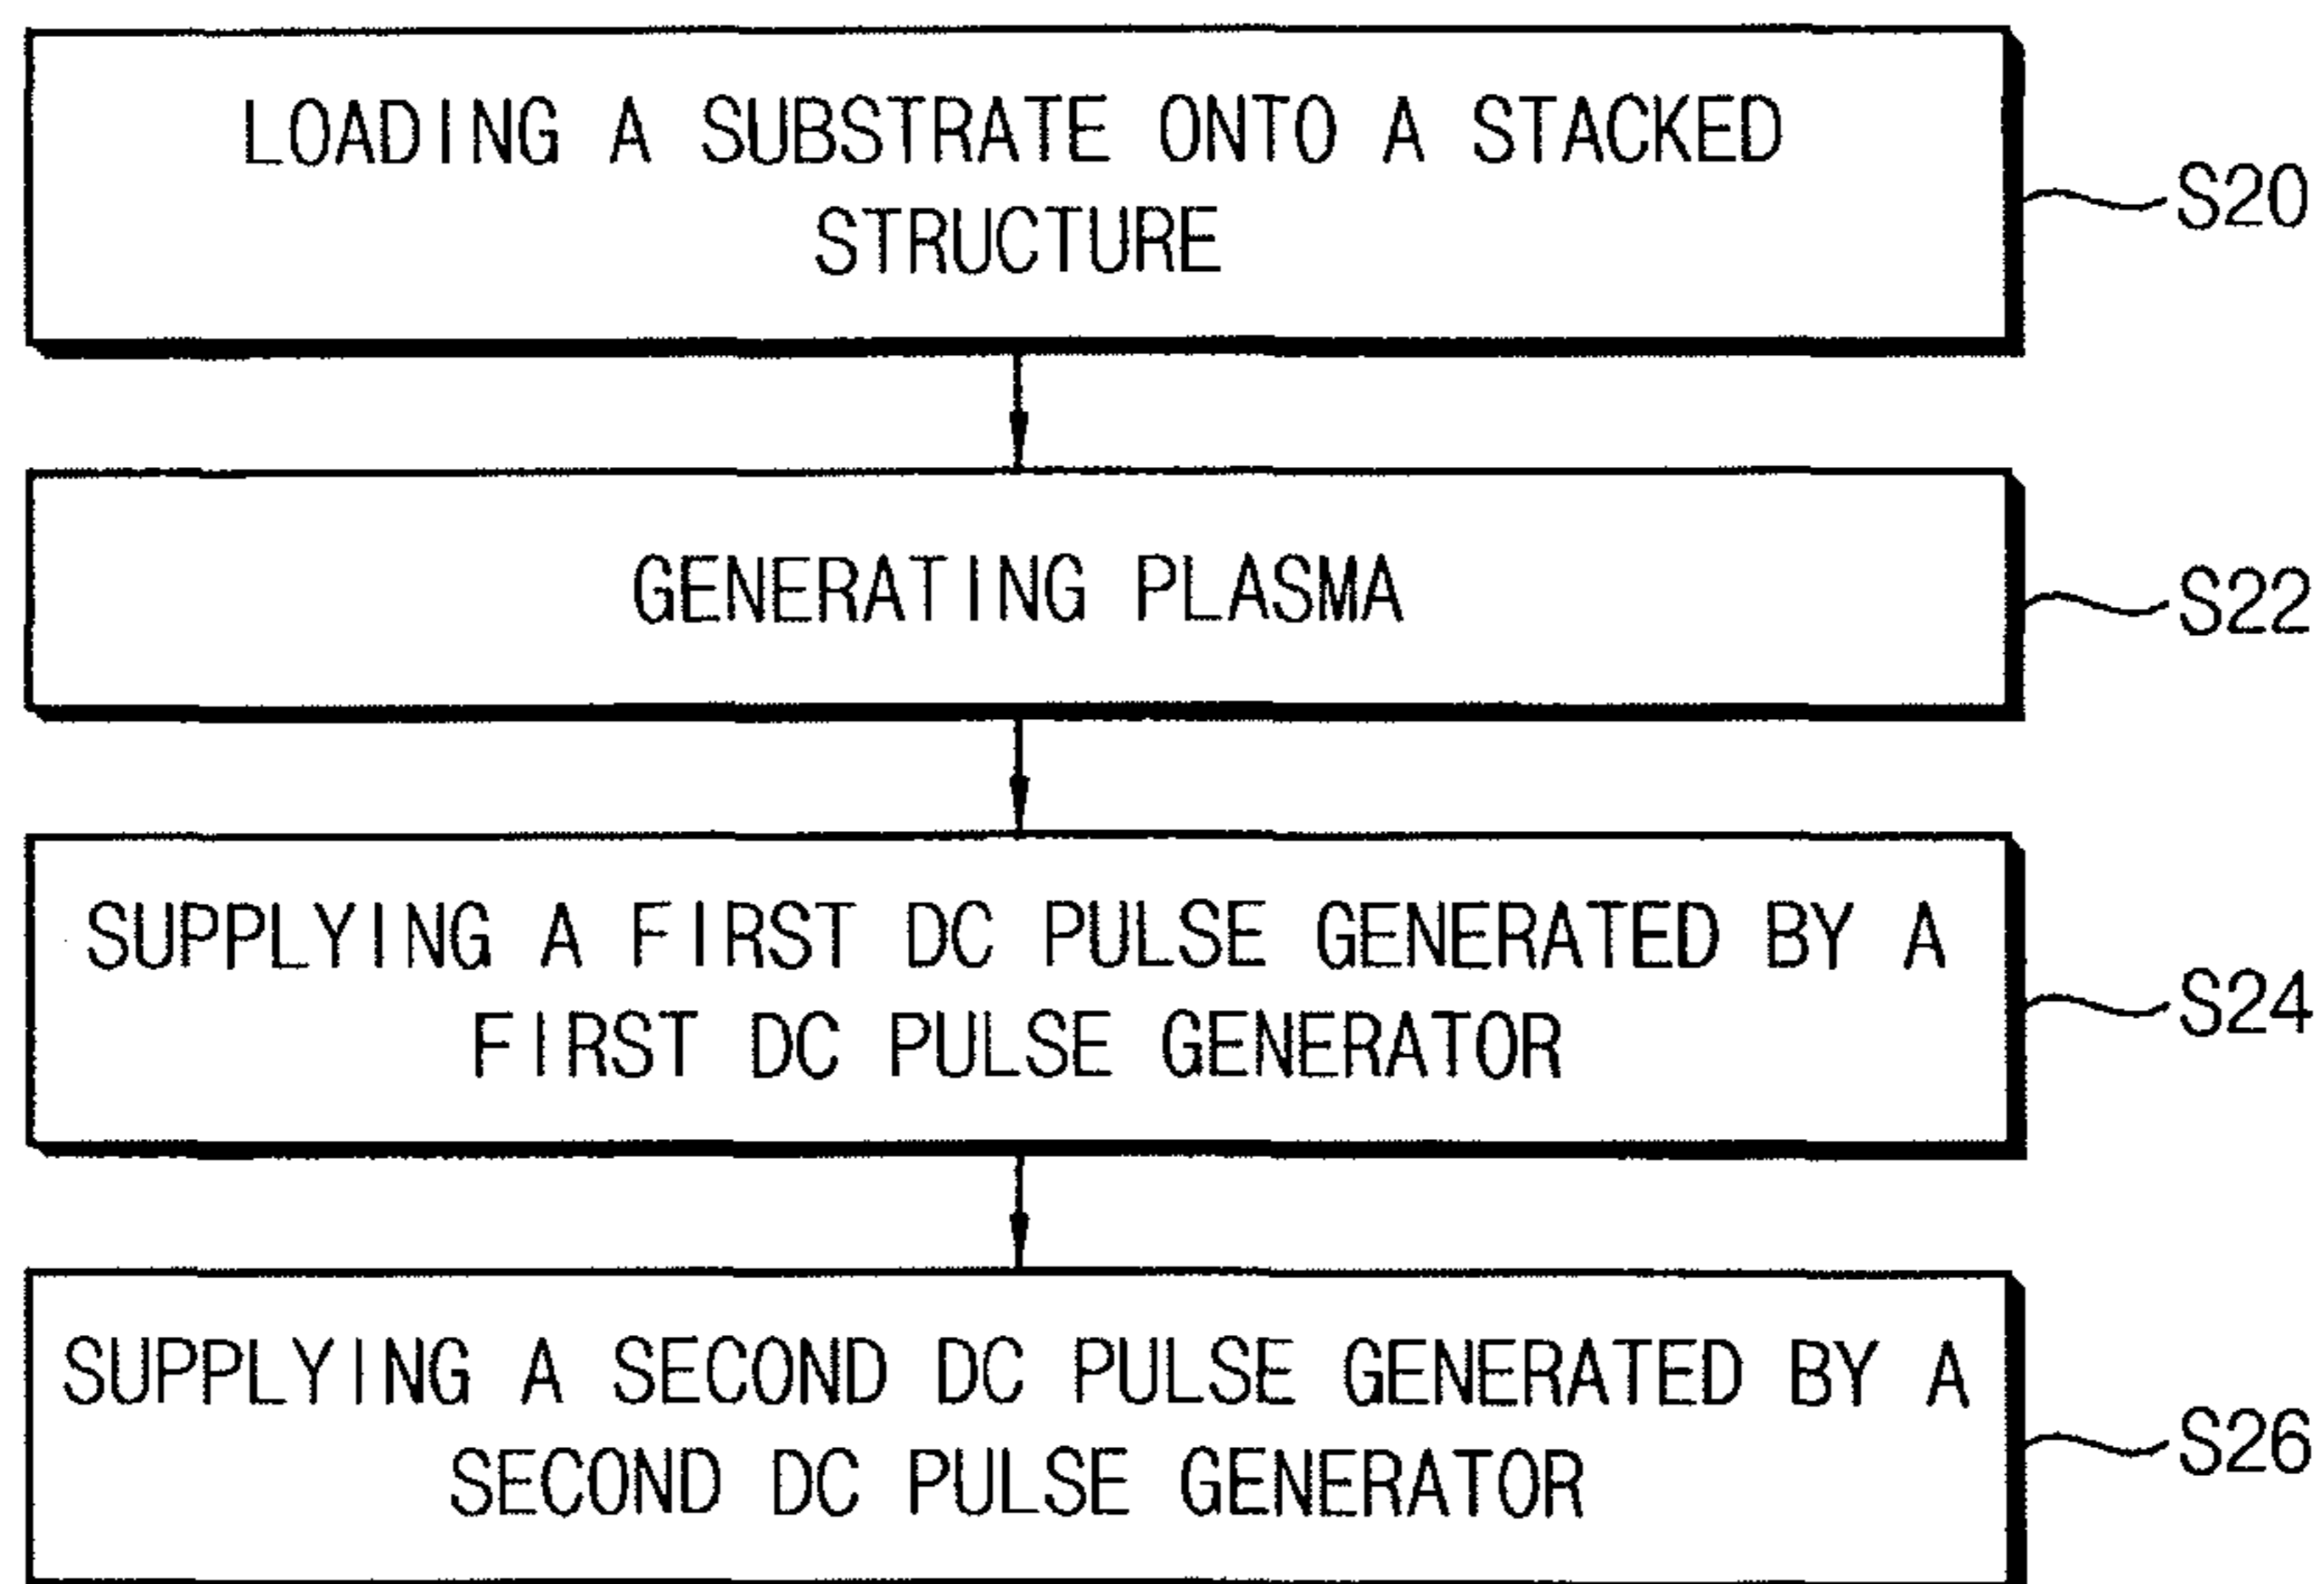 LOADING A SUBSTRATE ONTO A STACKED
STRUCTURE
S20
GENERATING PLASMA
S22
SUPPLYING A FIRST DC PULSE GENERATED BY A
FIRST DC PULSE GENERATOR
S24
SUPPLYING A SECOND DC PULSE GENERATED BY A
SECOND DC PULSE GENERATOR
S26